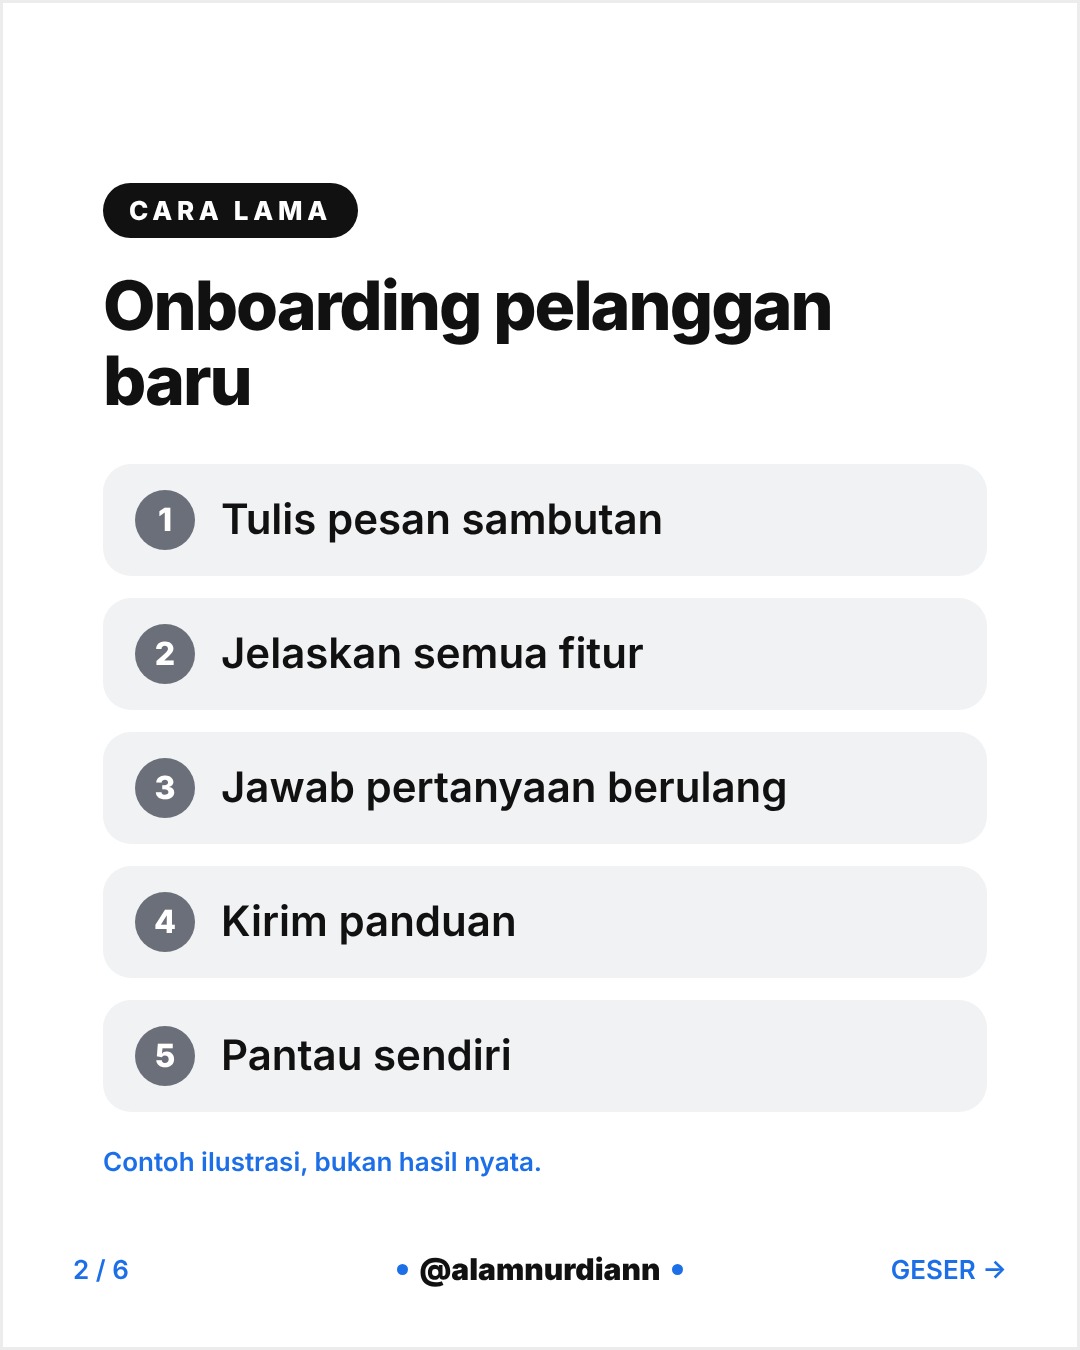 CARA LAMA
Onboarding pelanggan
baru
1 Tulis pesan sambutan
2 Jelaskan semua fitur
3 Jawab pertanyaan berulang
4 Kirim panduan
5 Pantau sendiri
Contoh ilustrasi, bukan hasil nyata.
2 / 6 • @alamnurdiann • GESER →